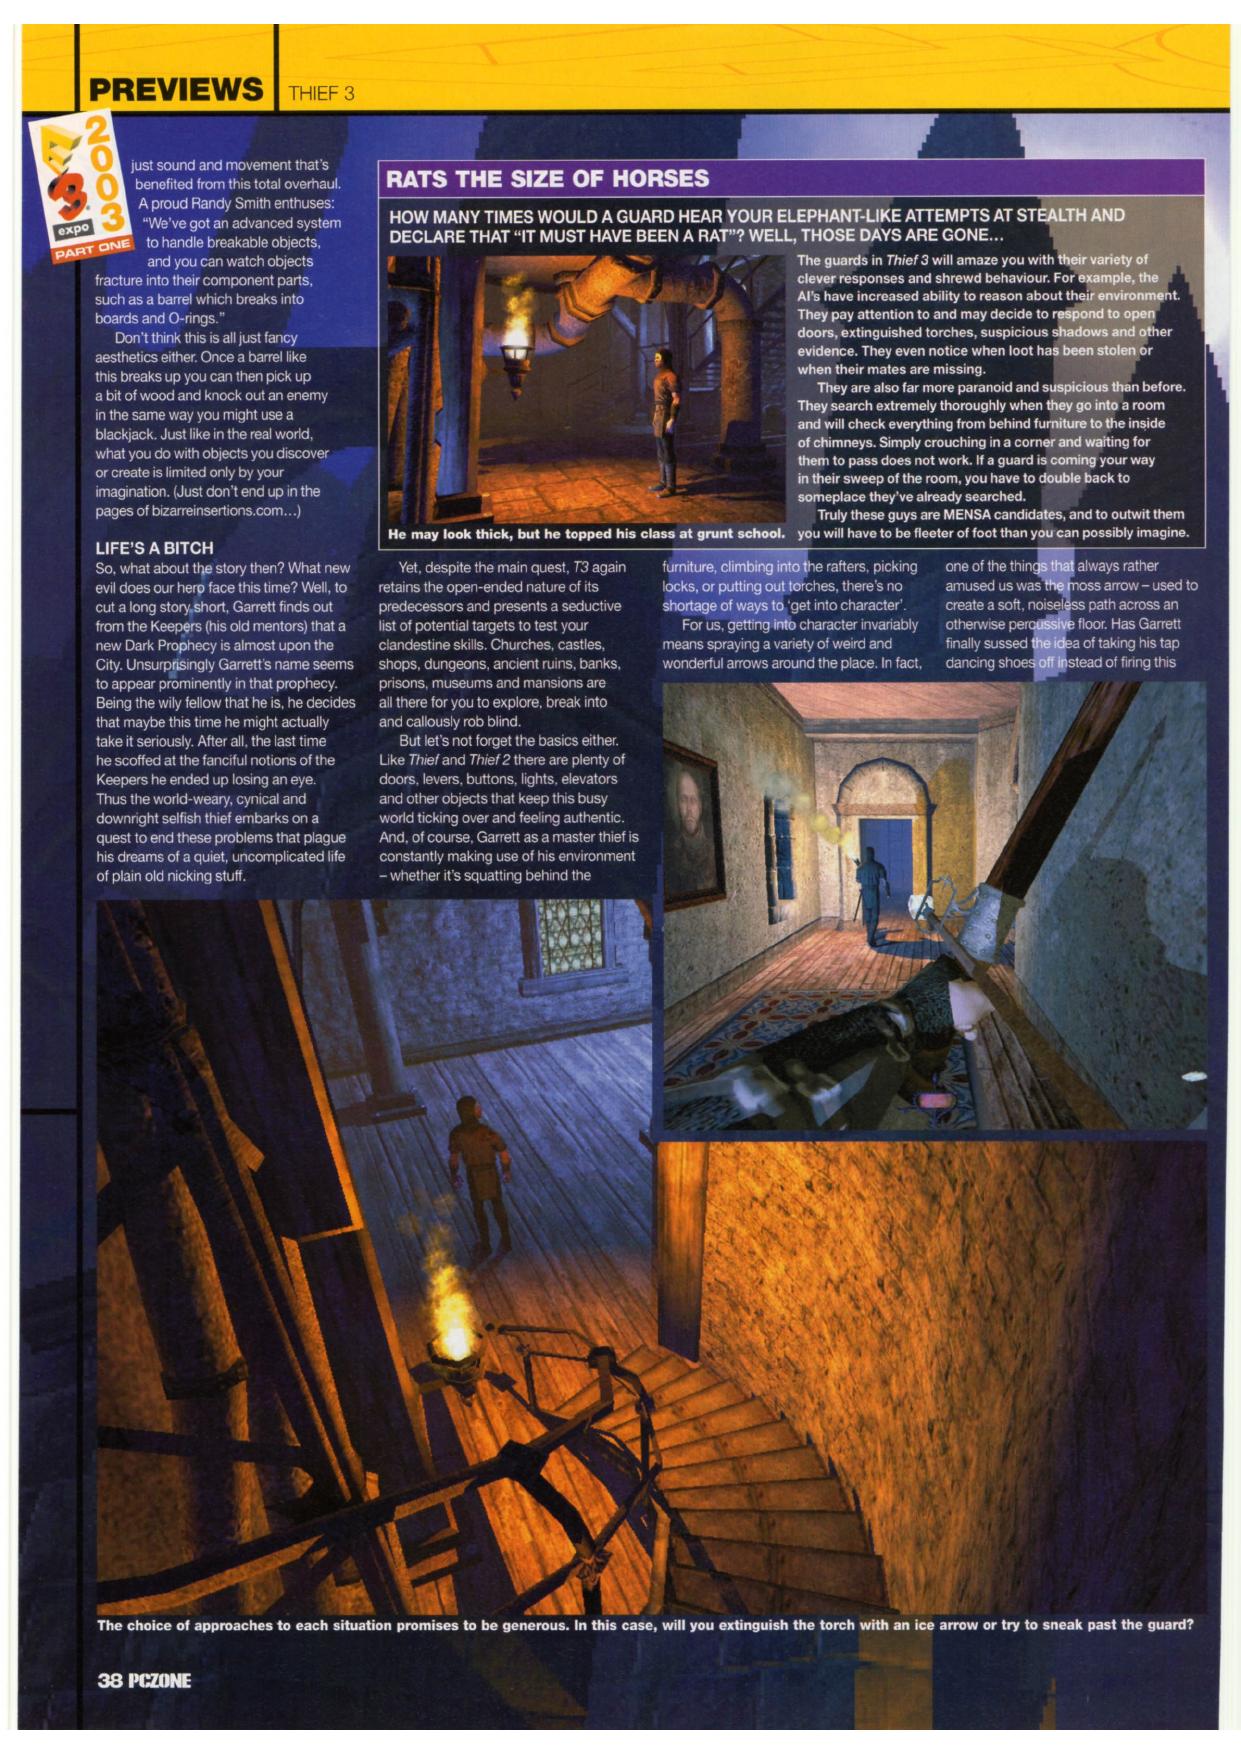 PREVIEWS
THIEF 3
2003
E3
expo
PART ONE
just sound and movement that's
benefited from this total overhaul.
A proud Randy Smith enthuses:
“We've got an advanced system
to handle breakable objects,
and you can watch objects
fracture into their component parts,
such as a barrel which breaks into
boards and O-rings.”
Don't think this is all just fancy
aesthetics either. Once a barrel like
this breaks up you can then pick up
a bit of wood and knock out an enemy
in the same way you might use a
blackjack. Just like in the real world,
what you do with objects you discover
or create is limited only by your
imagination. (Just don't end up in the
pages of bizarreinsertions.com…)
LIFE'S A BITCH
So, what about the story then? What new
evil does our hero face this time? Well, to
cut a long story short, Garrett finds out
from the Keepers (his old mentors) that a
new Dark Prophecy is almost upon the
City. Unsurprisingly Garrett's name seems
to appear prominently in that prophecy.
Being the wily fellow that he is, he decides
that maybe this time he might actually
take it seriously. After all, the last time
he scoffed at the fanciful notions of the
Keepers he ended up losing an eye.
Thus the world-weary, cynical and
downright selfish thief embarks on a
quest to end these problems that plague
his dreams of a quiet, uncomplicated life
of plain old nicking stuff.
RATS THE SIZE OF HORSES
HOW MANY TIMES WOULD A GUARD HEAR YOUR ELEPHANT-LIKE ATTEMPTS AT STEALTH AND
DECLARE THAT “IT MUST HAVE BEEN A RAT”? WELL, THOSE DAYS ARE GONE…
He may look thick, but he topped his class at grunt school.
The guards in Thief 3 will amaze you with their variety of
clever responses and shrewd behaviour. For example, the
AI's have increased ability to reason about their environment.
They pay attention to and may decide to respond to open
doors, extinguished torches, suspicious shadows and other
evidence. They even notice when loot has been stolen or
when their mates are missing.
They are also far more paranoid and suspicious than before.
They search extremely thoroughly when they go into a room
and will check everything from behind furniture to the inside
of chimneys. Simply crouching in a corner and waiting for
them to pass does not work. If a guard is coming your way
in their sweep of the room, you have to double back to
someplace they've already searched.
Truly these guys are MENSA candidates, and to outwit them
you will have to be fleeter of foot than you can possibly imagine.
Yet, despite the main quest, T3 again
retains the open-ended nature of its
predecessors and presents a seductive
list of potential targets to test your
clandestine skills. Churches, castles,
shops, dungeons, ancient ruins, banks,
prisons, museums and mansions are
all there for you to explore, break into
and callously rob blind.
But let's not forget the basics either.
Like Thief and Thief 2 there are plenty of
doors, levers, buttons, lights, elevators
and other objects that keep this busy
world ticking over and feeling authentic.
And, of course, Garrett as a master thief is
constantly making use of his environment
– whether it's squatting behind the
furniture, climbing into the rafters, picking
locks, or putting out torches, there's no
shortage of ways to 'get into character'.
For us, getting into character invariably
means spraying a variety of weird and
wonderful arrows around the place. In fact,
one of the things that always rather
amused us was the moss arrow – used to
create a soft, noiseless path across an
otherwise percussive floor. Has Garrett
finally sussed the idea of taking his tap
dancing shoes off instead of firing this
The choice of approaches to each situation promises to be generous. In this case, will you extinguish the torch with an ice arrow or try to sneak past the guard?
38 PCZONE